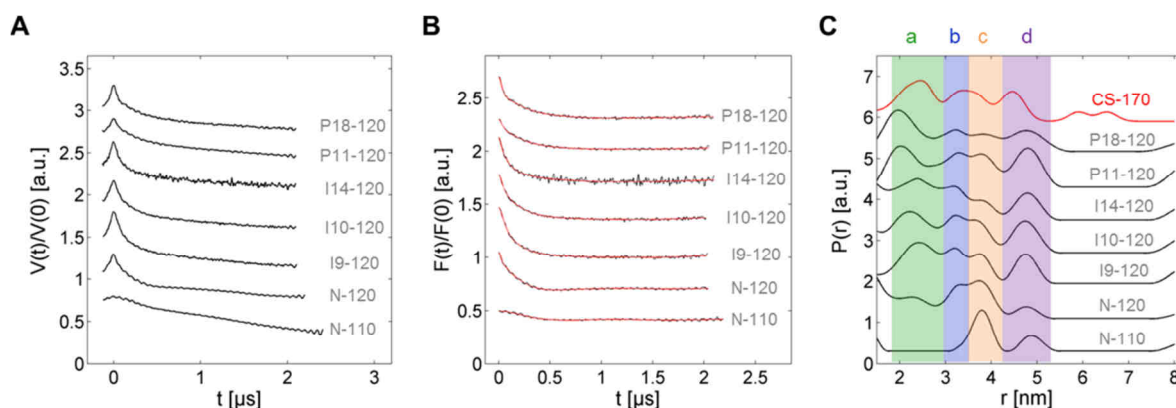 A
V(t)/V(0) [a.u.]
3.5
3
2.5
2
1.5
1
0.5
0
P18-120
P11-120
I14-120
I10-120
I9-120
N-120
N-110
0
1
2
3
t [µs]
B
F(t)/F(0) [a.u.]
2.5
2
1.5
1
0.5
0
P18-120
P11-120
I14-120
I10-120
I9-120
N-120
N-110
0
0.5
1
1.5
2
2.5
t [µs]
C
a b c d
P(r) [a.u.]
7
6
5
4
3
2
1
0
CS-170
P18-120
P11-120
I14-120
I10-120
I9-120
N-120
N-110
2
3
4
5
6
7
8
r [nm]